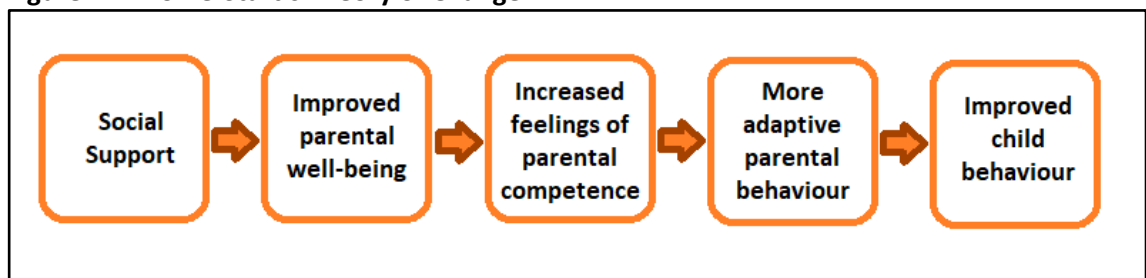 Social
Support
Improved
parental
well-being
Increased
feelings of
parental
competence
More
adaptive
parental
behaviour
Improved
child
behaviour